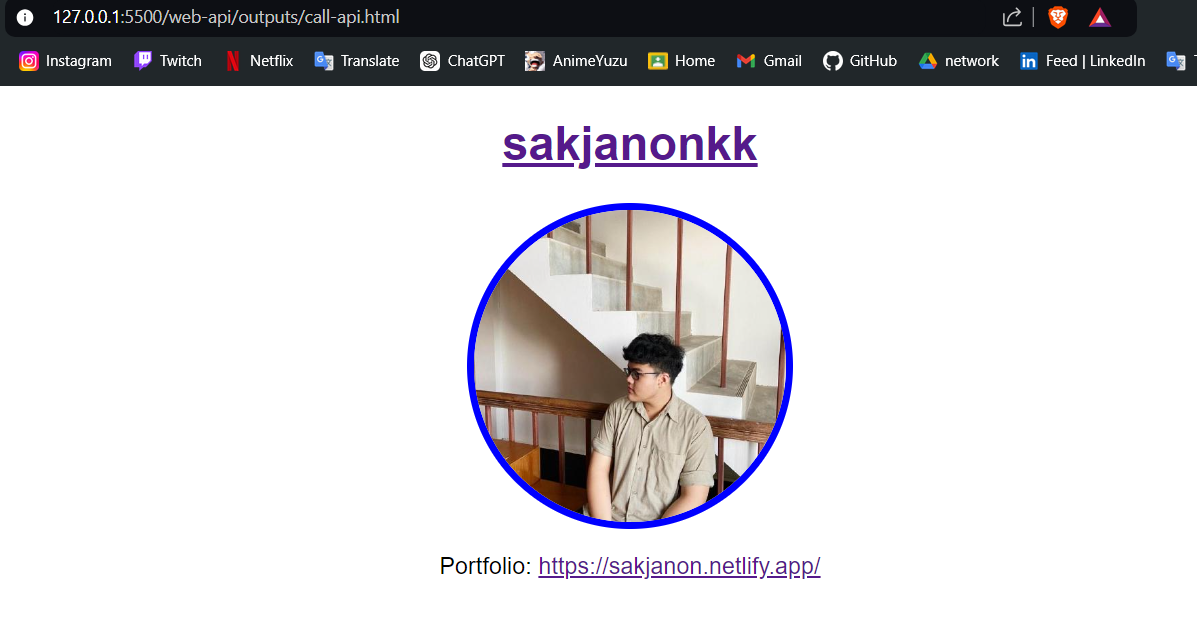 127.0.0.1:5500/web-api/outputs/call-api.html
Instagram Twitch Netflix Translate ChatGPT AnimeYuzu Home Gmail GitHub network Feed | LinkedIn
sakjanonkk
Portfolio: https://sakjanon.netlify.app/